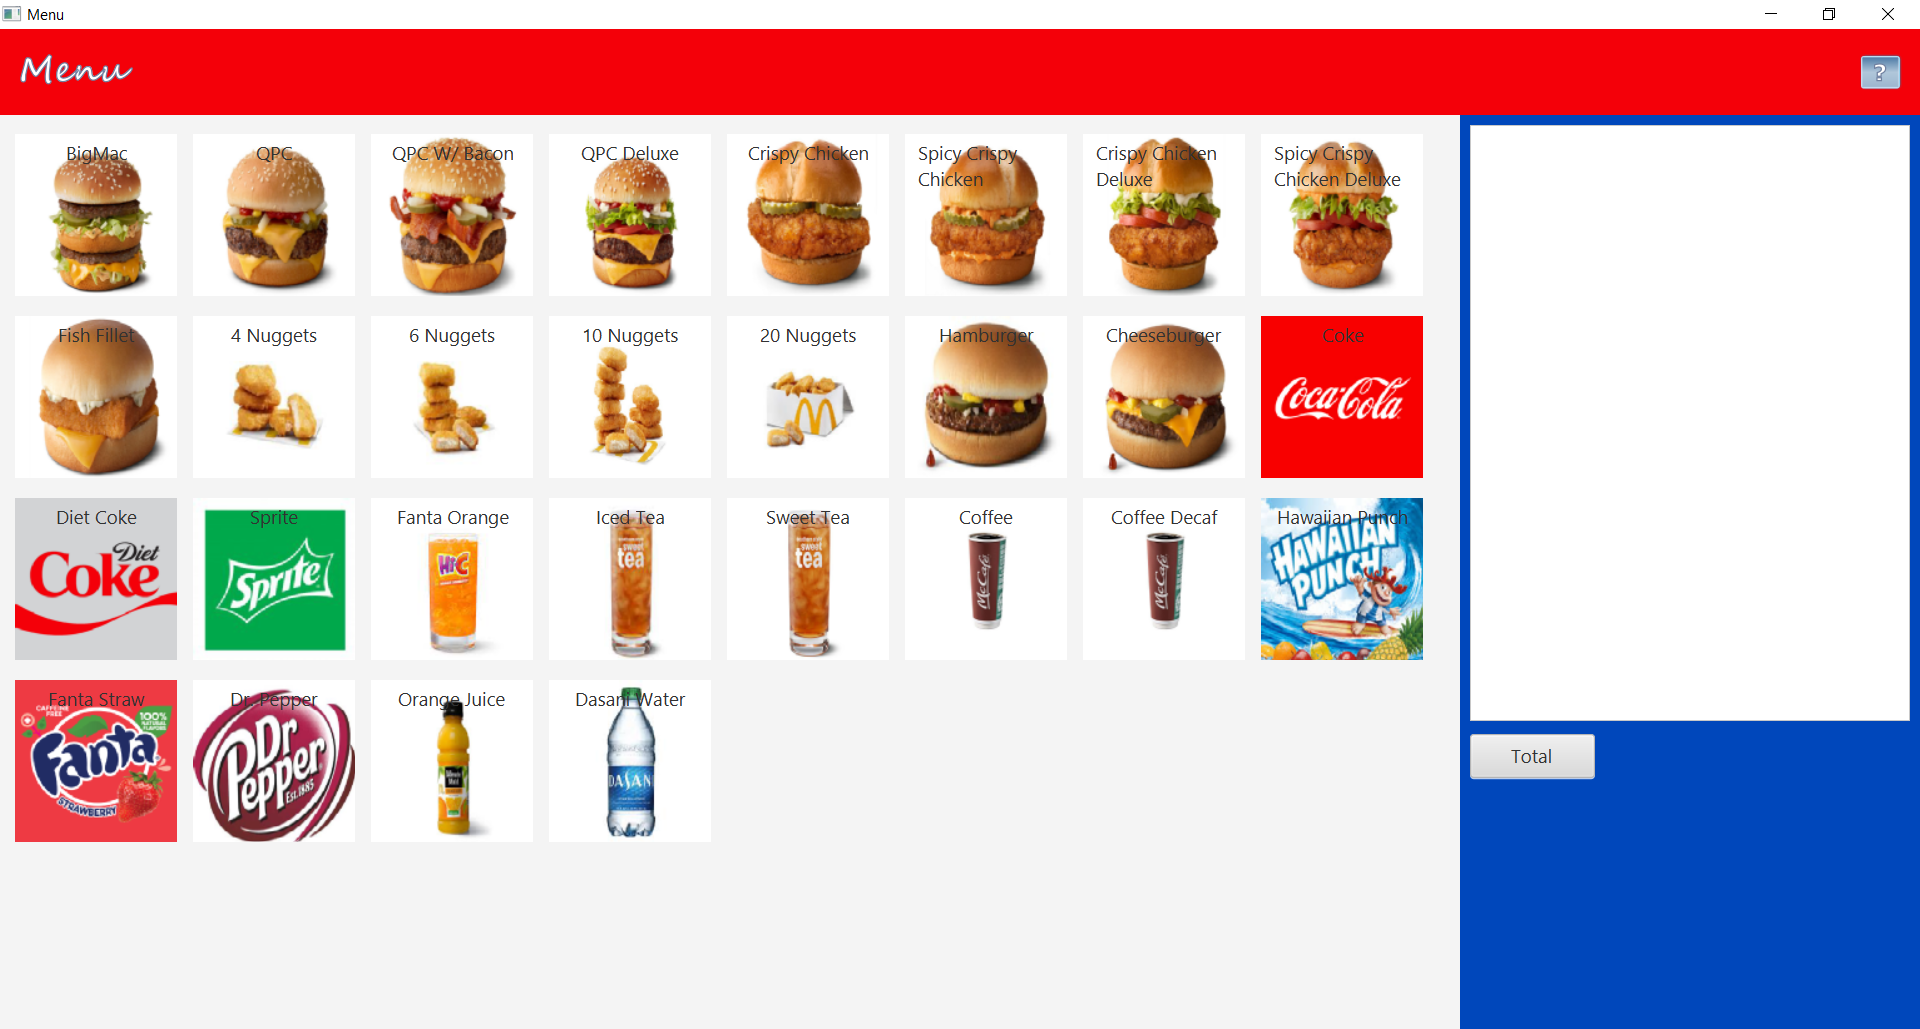 Menu
Menu
?
BigMac
QPC
QPC W/ Bacon
QPC Deluxe
Crispy Chicken
Spicy Crispy
Chicken
Crispy Chicken
Deluxe
Spicy Crispy
Chicken Deluxe
Fish Fillet
4 Nuggets
6 Nuggets
10 Nuggets
20 Nuggets
Hamburger
Cheeseburger
Coke
Coca-Cola
Diet Coke
Diet
Coke
Sprite
Sprite
Fanta Orange
Hi-C
Iced Tea
sweet
tea
Sweet Tea
sweet
tea
Coffee
McCafé
Coffee Decaf
McCafé
Hawaiian Punch
HAWAIIAN
PUNCH
Fanta Straw
CAFFEINE
FREE
100%
NATURAL
FLAVORS
Fanta
STRAWBERRY
Dr. Pepper
Dr
Pepper
Est. 1885
Orange Juice
Dasani Water
DASANI
Total